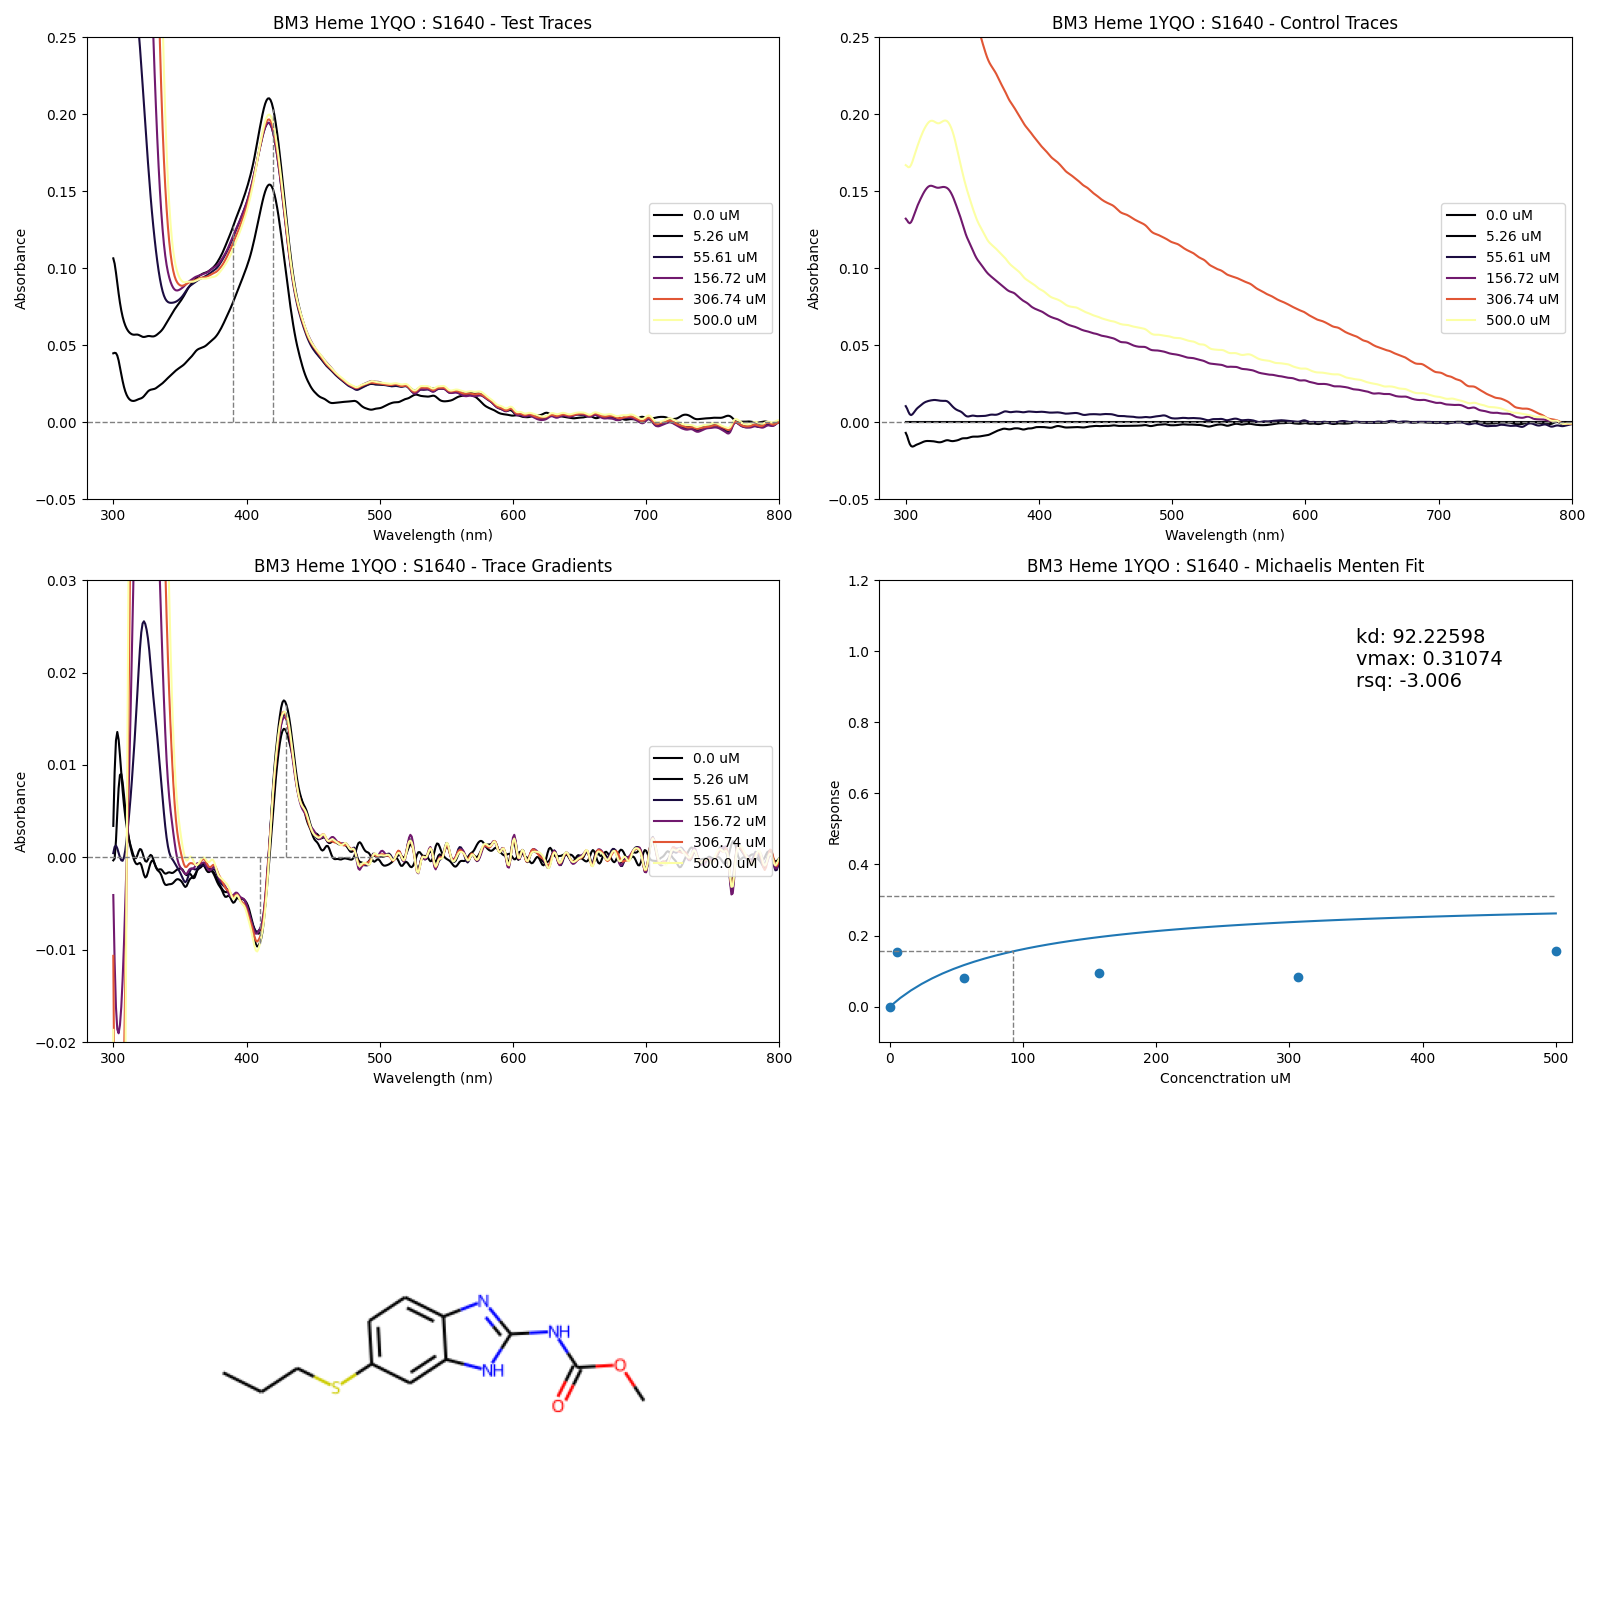 BM3 Heme 1YQO : S1640 - Test Traces
0.25
0.20
0.15
0.10
0.05
0.00
−0.05
Absorbance
300
400
500
600
700
800
Wavelength (nm)
0.0 uM
5.26 uM
55.61 uM
156.72 uM
306.74 uM
500.0 uM
BM3 Heme 1YQO : S1640 - Control Traces
0.25
0.20
0.15
0.10
0.05
0.00
−0.05
Absorbance
300
400
500
600
700
800
Wavelength (nm)
0.0 uM
5.26 uM
55.61 uM
156.72 uM
306.74 uM
500.0 uM
BM3 Heme 1YQO : S1640 - Trace Gradients
0.03
0.02
0.01
0.00
−0.01
−0.02
Absorbance
300
400
500
600
700
800
Wavelength (nm)
0.0 uM
5.26 uM
55.61 uM
156.72 uM
306.74 uM
500.0 uM
BM3 Heme 1YQO : S1640 - Michaelis Menten Fit
1.2
1.0
0.8
0.6
0.4
0.2
0.0
Response
0
100
200
300
400
500
Concenctration uM
kd: 92.22598
vmax: 0.31074
rsq: -3.006
N
NH
NH
O
S
O